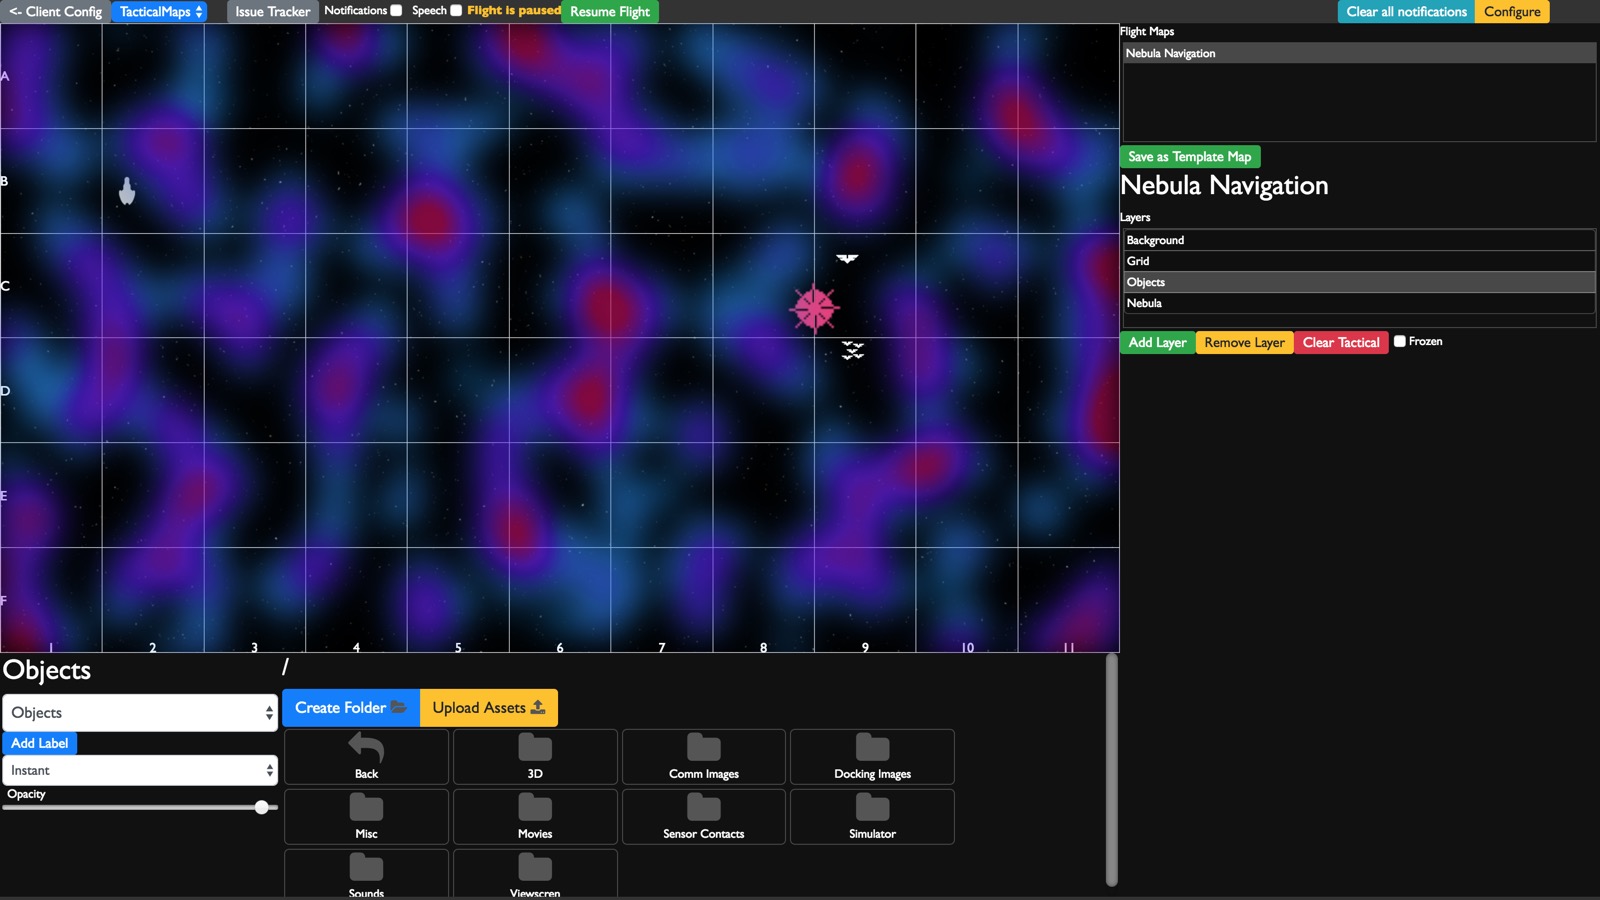 <- Client Config TacticalMaps Issue Tracker Notifications Speech Flight is paused Resume Flight Clear all notifications Configure
Flight Maps
Nebula Navigation
Save as Template Map
Nebula Navigation
Layers
Background
Grid
Objects
Nebula
Add Layer Remove Layer Clear Tactical Frozen
A
B
C
D
E
F
1 2 3 4 5 6 7 8 9 10 11
Objects
Objects
Add Label
Instant
Opacity
/
Create Folder Upload Assets
Back 3D Comm Images Docking Images
Misc Movies Sensor Contacts Simulator
Sounds Viewscren